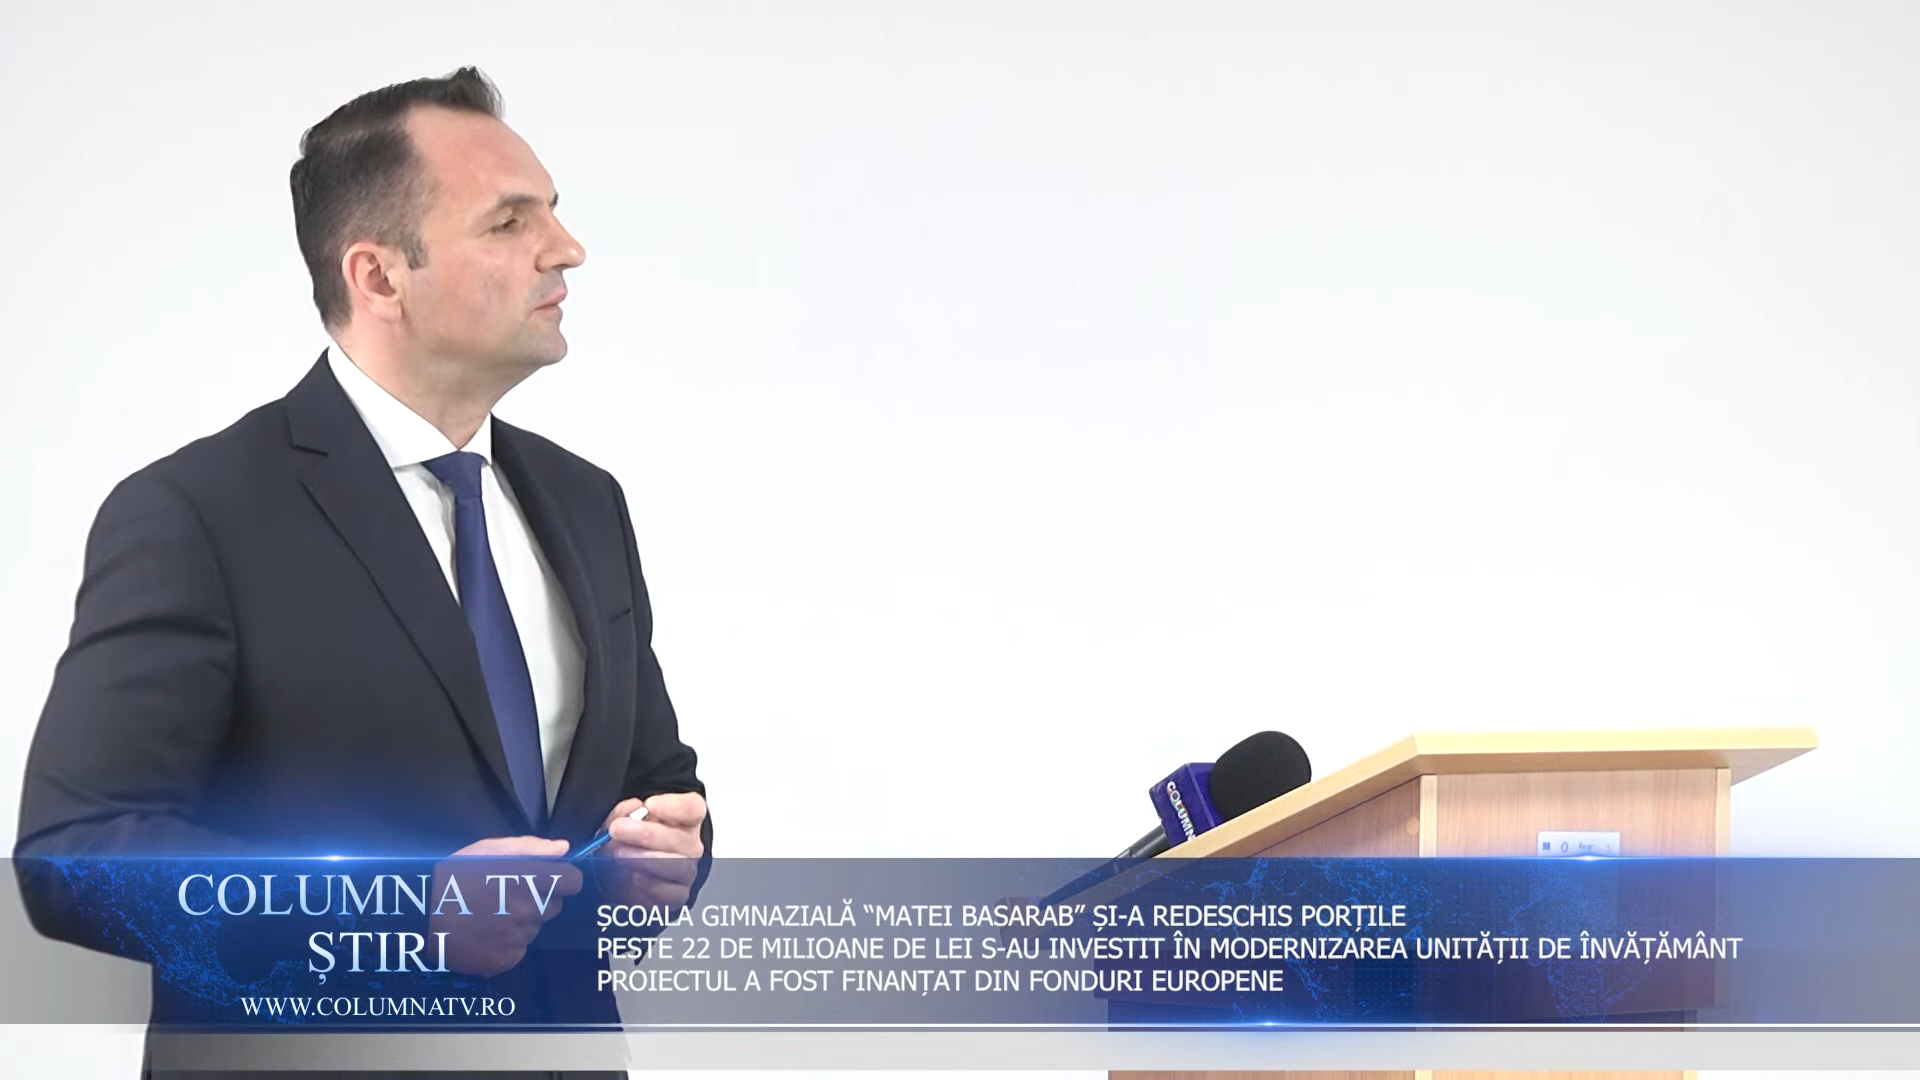 COLUMN
COLUMNA TV
ȘTIRI
WWW.COLUMNATV.RO
ȘCOALA GIMNAZIALĂ “MATEI BASARAB” ȘI-A REDESCHIS PORȚILE
PESTE 22 DE MILIOANE DE LEI S-AU INVESTIT ÎN MODERNIZAREA UNITĂȚII DE ÎNVĂȚĂMÂNT
PROIECTUL A FOST FINANȚAT DIN FONDURI EUROPENE